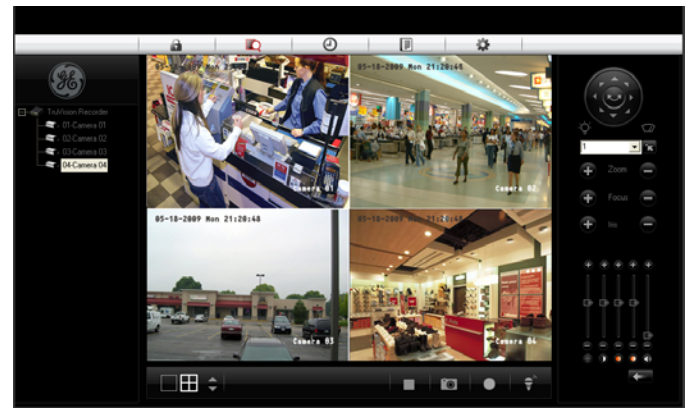 TruVision Recorder
01-Camera 01
02-Camera 02
03-Camera 03
04-Camera 04
05-18-2009 Mon 21:20:48
Camera 01
05-18-2009 Mon 21:20:48
Camera 02
05-18-2009 Mon 21:20:48
Camera 03
05-18-2009 Mon 21:20:48
Camera 04
1
Zoom
Focus
Iris